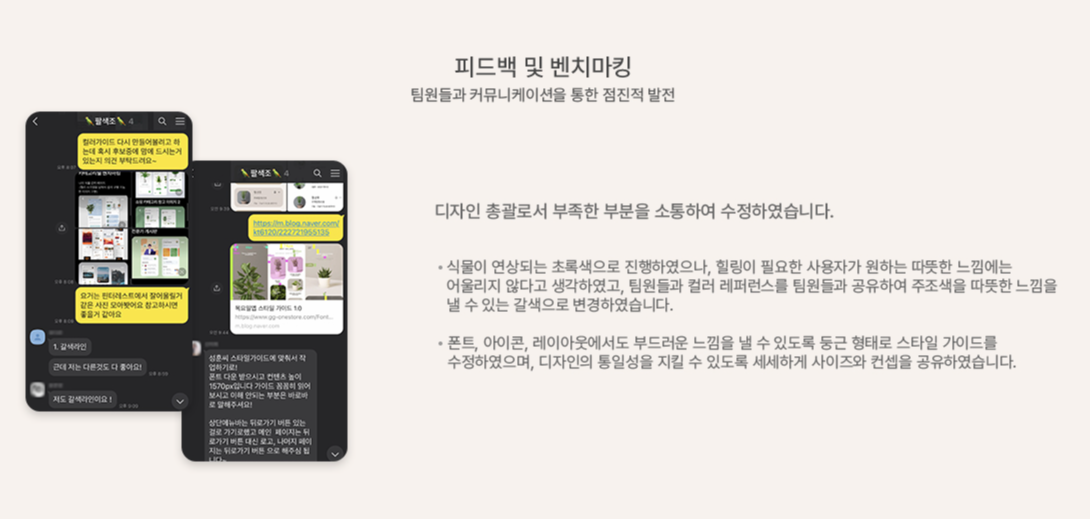 피드백 및 벤치마킹
팀원들과 커뮤니케이션을 통한 점진적 발전
팔색조 4
컬러가이드 다시 만들어볼려고 하
는데 혹시 후보중에 맘에 드시는거
있는지 의견 부탁드려요~
요거는 핀터레스트에서 잘어울릴거
같은 사진 모아밧어요 참고하시면
좋을거 같아요
1. 갈색라인
근데 저는 다른것도 다 좋아요!
저도 갈색라인이요 !
팔색조 4
https://m.blog.naver.com/
kt6120/222721955135
목요일엡 스타일 가이드 1.0
https://www.gg-onestore.com/Font...
m.blog.naver.com
성훈씨 스타일가이드에 맞춰서 작
업하기로!
폰트 다운 받으시고 컨텐츠 높이
1570px입니다 가이드 꼼꼼히 읽어
보시고 이해 안되는 부분은 바로바
로 말해주세요!
상단메뉴바는 뒤로가기 버튼 있는
걸로 가기로했고 메인 페이지는 뒤
로가기 버튼 대신 로고, 나머지 페이
지는 뒤로가기 버튼 으로 해주심 됩
니다~
디자인 총괄로서 부족한 부분을 소통하여 수정하였습니다.
• 식물이 연상되는 초록색으로 진행하였으나, 힐링이 필요한 사용자가 원하는 따뜻한 느낌에는
어울리지 않다고 생각하였고, 팀원들과 컬러 레퍼런스를 팀원들과 공유하여 주조색을 따뜻한 느낌을
낼 수 있는 갈색으로 변경하였습니다.
• 폰트, 아이콘, 레이아웃에서도 부드러운 느낌을 낼 수 있도록 둥근 형태로 스타일 가이드를
수정하였으며, 디자인의 통일성을 지킬 수 있도록 세세하게 사이즈와 컨셉을 공유하였습니다.